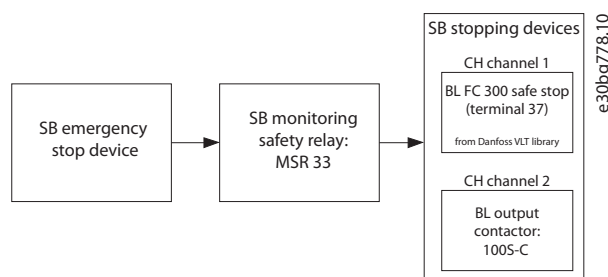 SB emergency
stop device
SB monitoring
safety relay:
MSR 33
SB stopping devices
CH channel 1
BL FC 300 safe stop
(terminal 37)
from Danfoss VLT library
CH channel 2
BL output
contactor:
100S-C
e30bg778.10